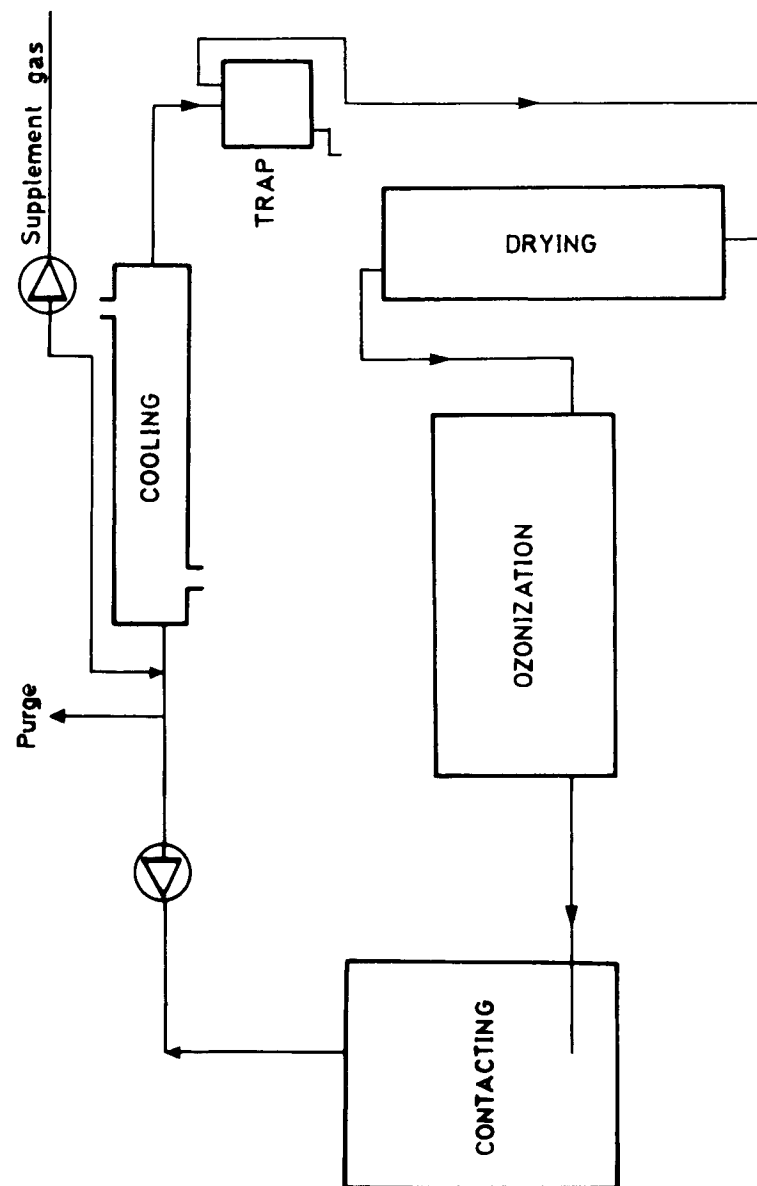 Supplement gas
TRAP
DRYING
COOLING
OZONIZATION
Purge
CONTACTING